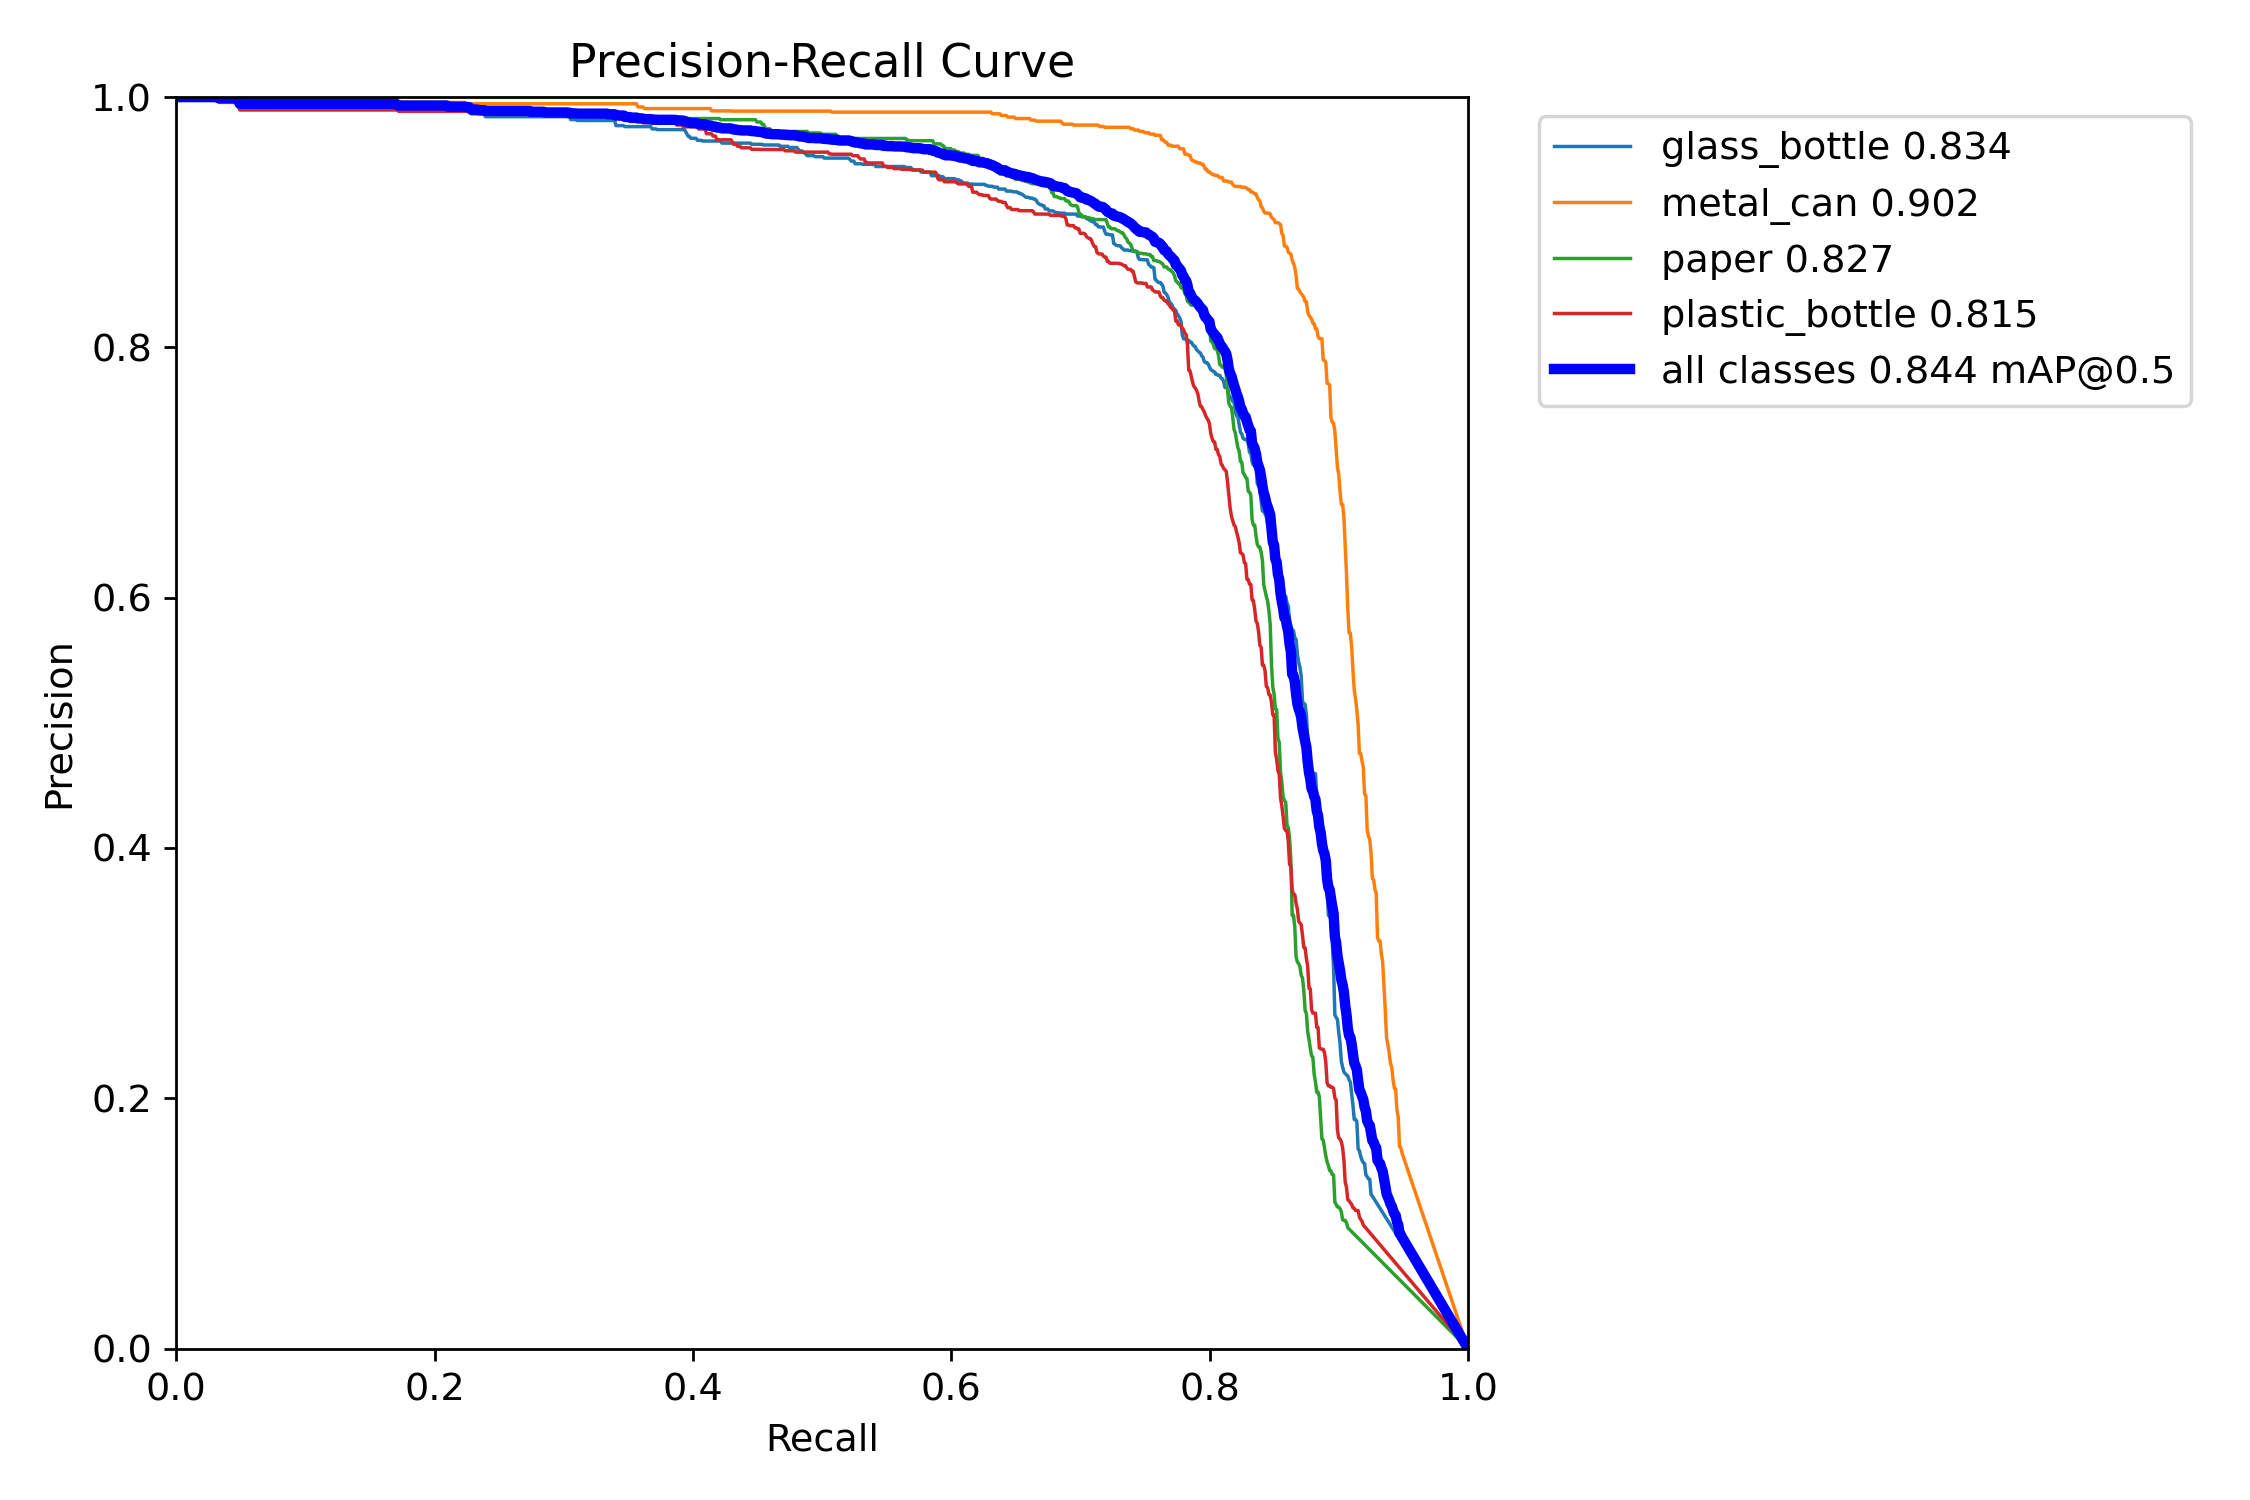 Precision-Recall Curve
1.0
0.8
0.6
0.4
0.2
0.0
Precision
0.0 0.2 0.4 0.6 0.8 1.0
Recall
glass_bottle 0.834
metal_can 0.902
paper 0.827
plastic_bottle 0.815
all classes 0.844 mAP@0.5